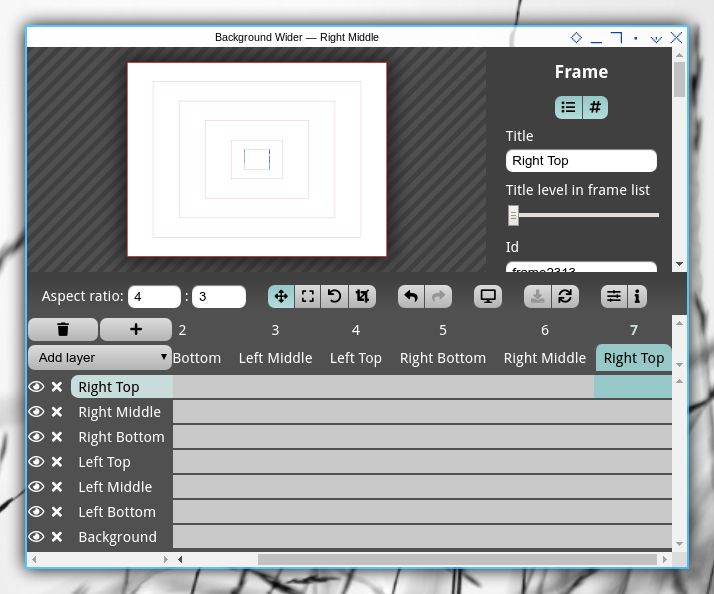 Background Wider — Right Middle
Frame
Title
Right Top
Title level in frame list
Id
frame2313
Aspect ratio: 4 : 3
2 3 4 5 6 7
Add layer
Bottom Left Middle Left Top Right Bottom Right Middle Right Top
Right Top
Right Middle
Right Bottom
Left Top
Left Middle
Left Bottom
Background